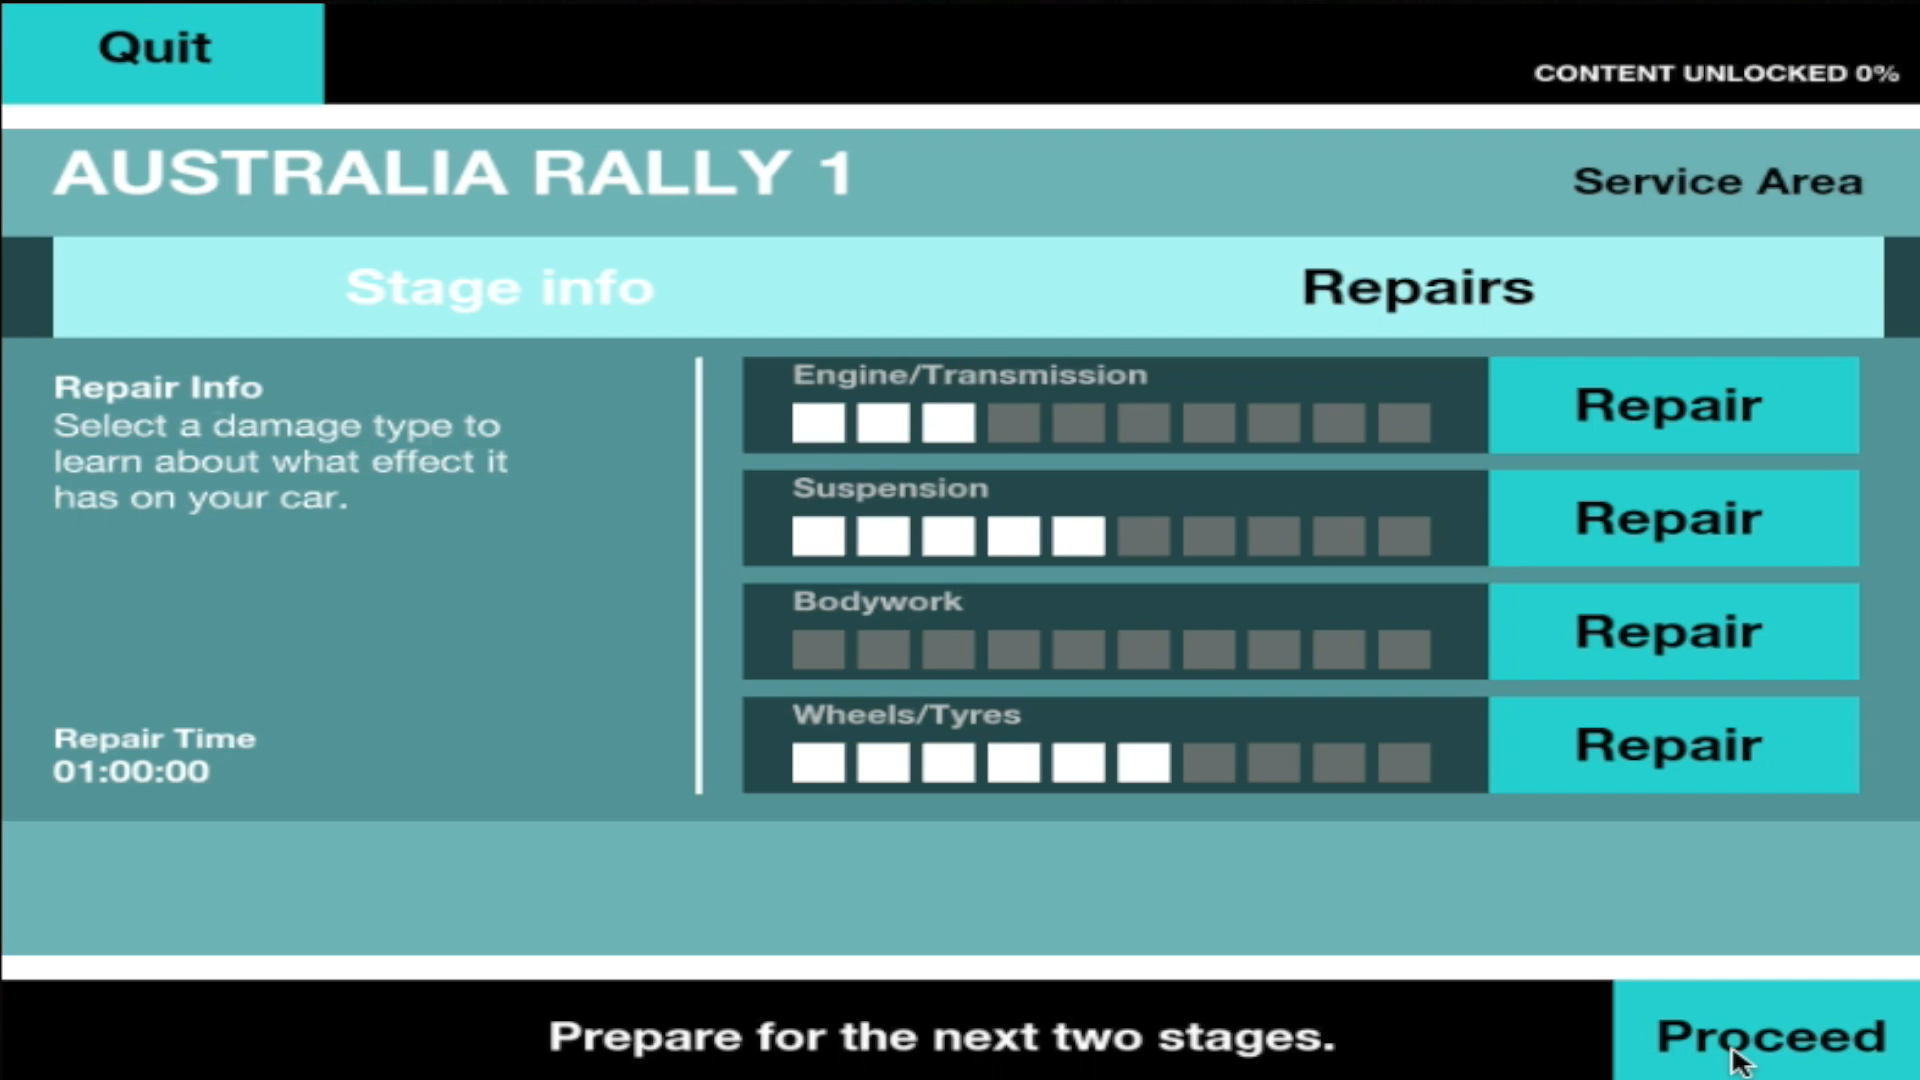 Quit
CONTENT UNLOCKED 0%
AUSTRALIA RALLY 1
Service Area
Stage info
Repairs
Repair Info
Select a damage type to
learn about what effect it
has on your car.
Repair Time
01:00:00
Engine/Transmission
Repair
Suspension
Repair
Bodywork
Repair
Wheels/Tyres
Repair
Prepare for the next two stages.
Proceed